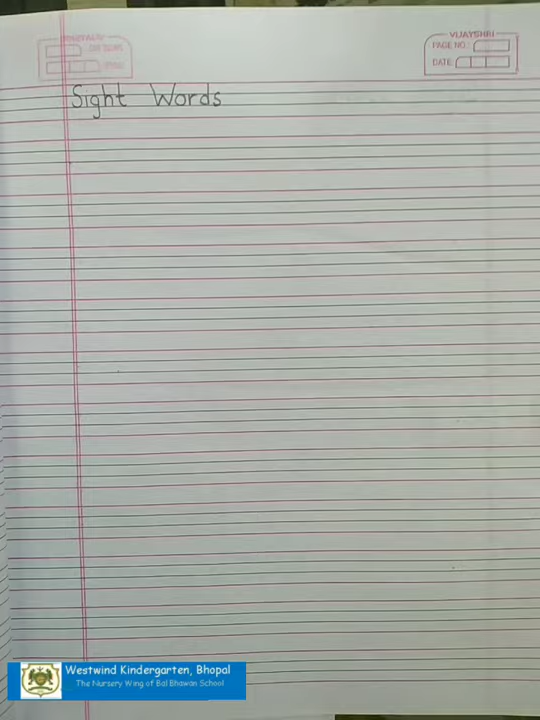 VIJAYSHRI
PAGE NO.:
DATE:
Sight Words
Westwind Kindergarten, Bhopal
The Nursery Wing of Bal Bhawan School